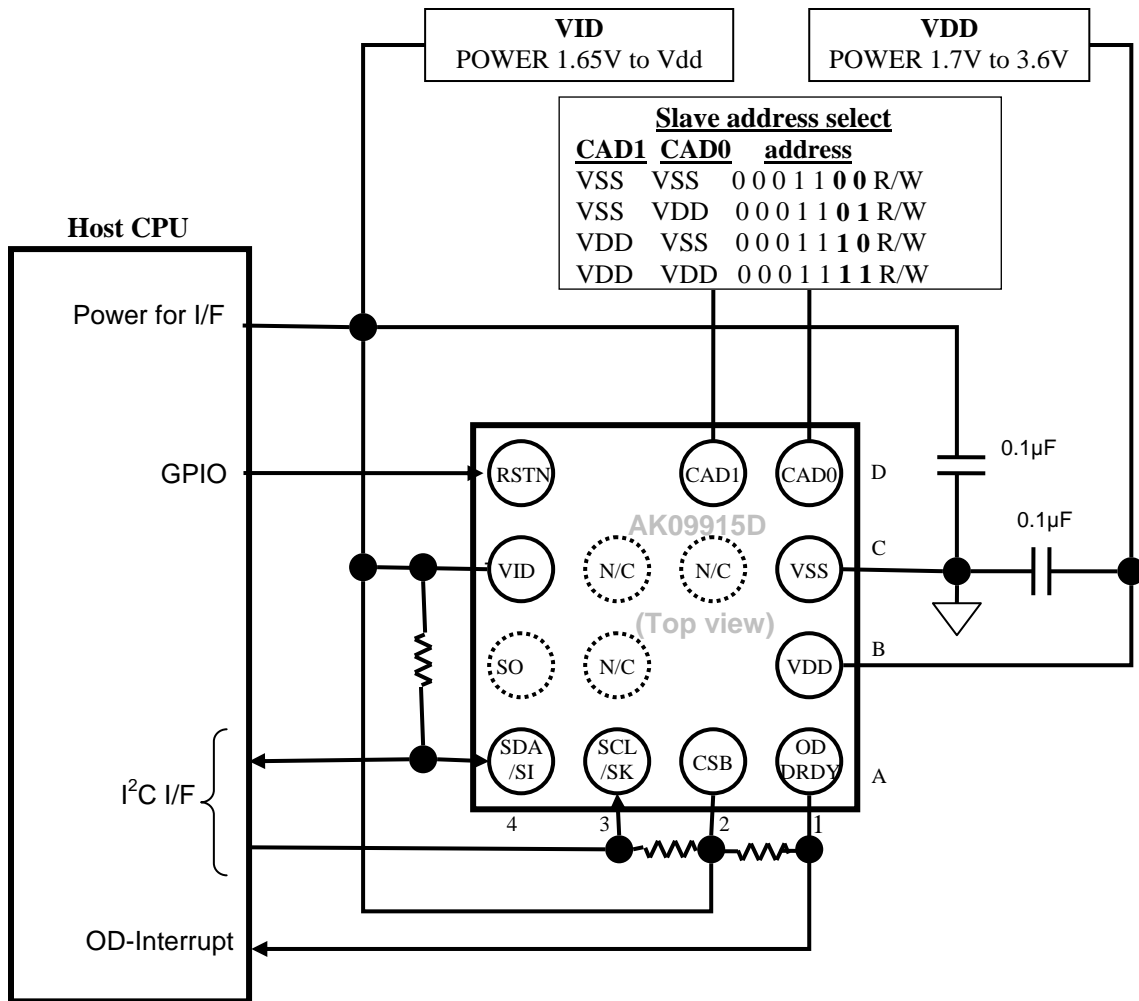 VID
POWER 1.65V to Vdd
VDD
POWER 1.7V to 3.6V
Slave address select
CAD1 CAD0 address
VSS VSS 0 0 0 1 1 0 0 R/W
VSS VDD 0 0 0 1 1 0 1 R/W
VDD VSS 0 0 0 1 1 1 0 R/W
VDD VDD 0 0 0 1 1 1 1 R/W
Host CPU
Power for I/F
GPIO
RSTN
CAD1
CAD0
D
0.1µF
0.1µF
AK09915D
VID
N/C
N/C
VSS
C
(Top view)
SO
N/C
VDD
B
SDA
/SI
SCL
/SK
CSB
OD
DRDY
A
4
3
2
1
I²C I/F
OD-Interrupt